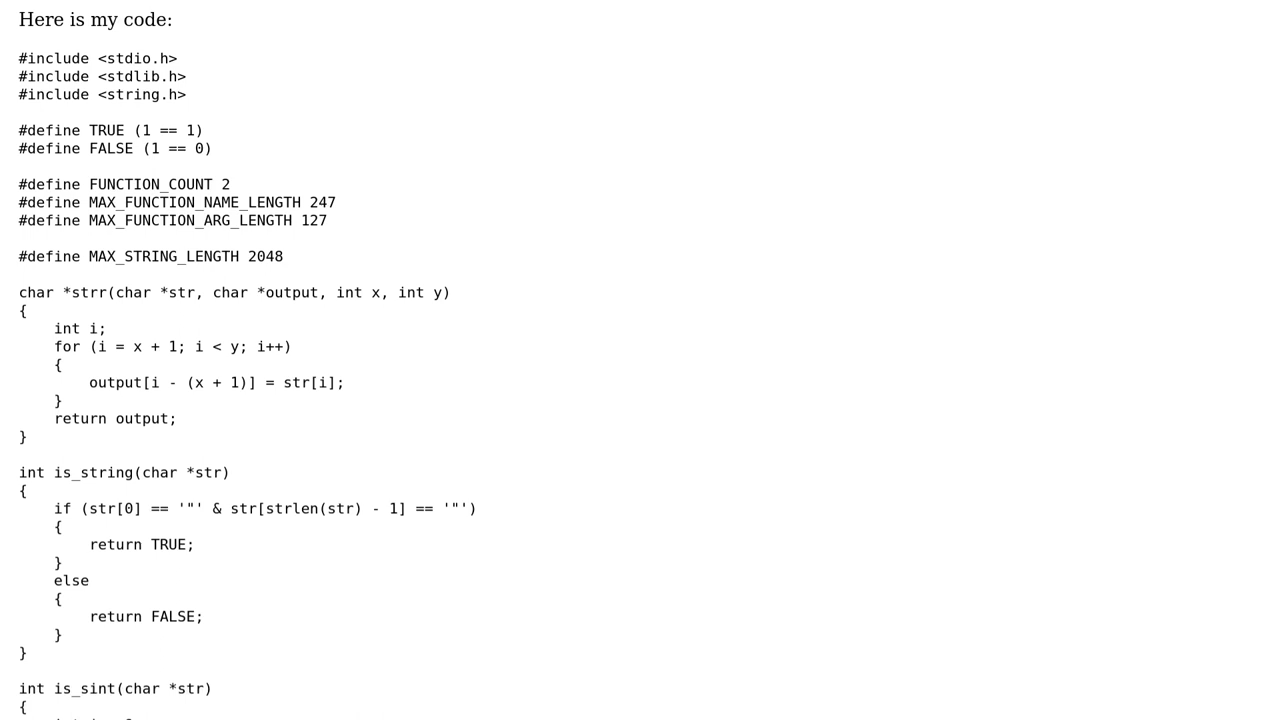 Here is my code:
#include <stdio.h>
#include <stdlib.h>
#include <string.h>
#define TRUE (1 == 1)
#define FALSE (1 == 0)
#define FUNCTION_COUNT 2
#define MAX_FUNCTION_NAME_LENGTH 247
#define MAX_FUNCTION_ARG_LENGTH 127
#define MAX_STRING_LENGTH 2048
char *strr(char *str, char *output, int x, int y)
{
    int i;
    for (i = x + 1; i < y; i++)
    {
        output[i - (x + 1)] = str[i];
    }
    return output;
}
int is_string(char *str)
{
    if (str[0] == '"' & str[strlen(str) - 1] == '"')
    {
        return TRUE;
    }
    else
    {
        return FALSE;
    }
}
int is_sint(char *str)
{